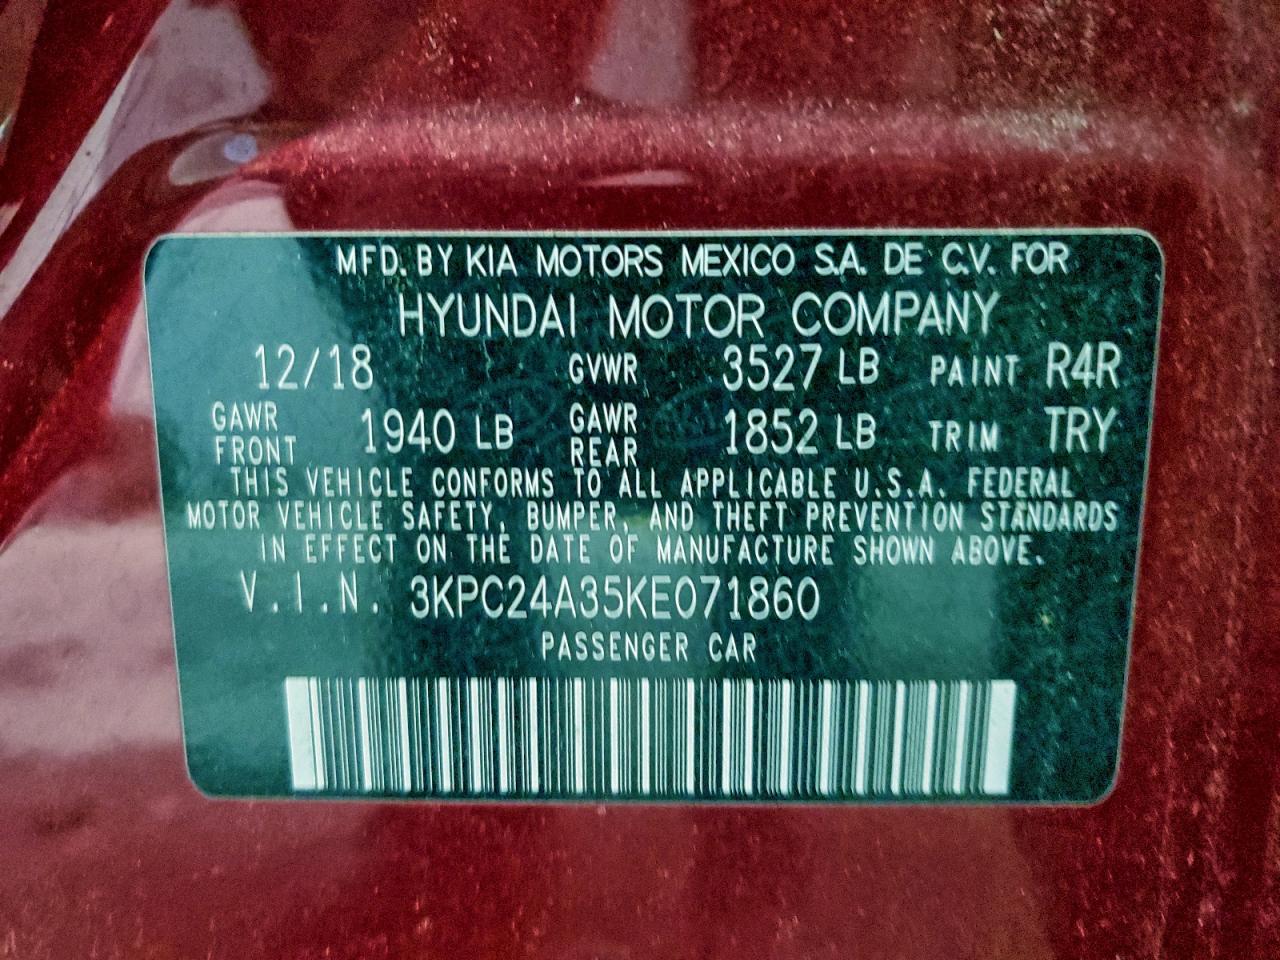 MFD. BY KIA MOTORS MEXICO S.A. DE C.V. FOR
HYUNDAI MOTOR COMPANY
12/18 GVWR 3527 LB PAINT R4R
GAWR FRONT 1940 LB GAWR REAR 1852 LB TRIM TRY
THIS VEHICLE CONFORMS TO ALL APPLICABLE U.S.A. FEDERAL
MOTOR VEHICLE SAFETY, BUMPER, AND THEFT PREVENTION STANDARDS
IN EFFECT ON THE DATE OF MANUFACTURE SHOWN ABOVE.
V.I.N. 3KPC24A35KE071860
PASSENGER CAR